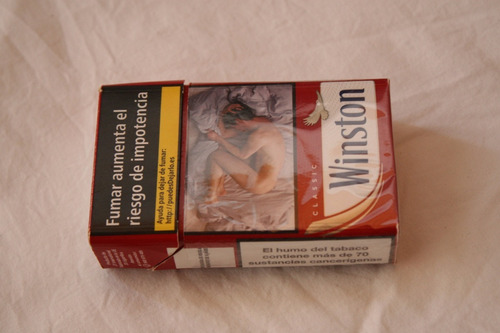 Fumar aumenta el
riesgo de impotencia
Ayuda para dejar de fumar:
http://puedesDejarlo.es
CLASSIC
Winston
El humo del tabaco
contiene más de 70
sustancias cancerígenas